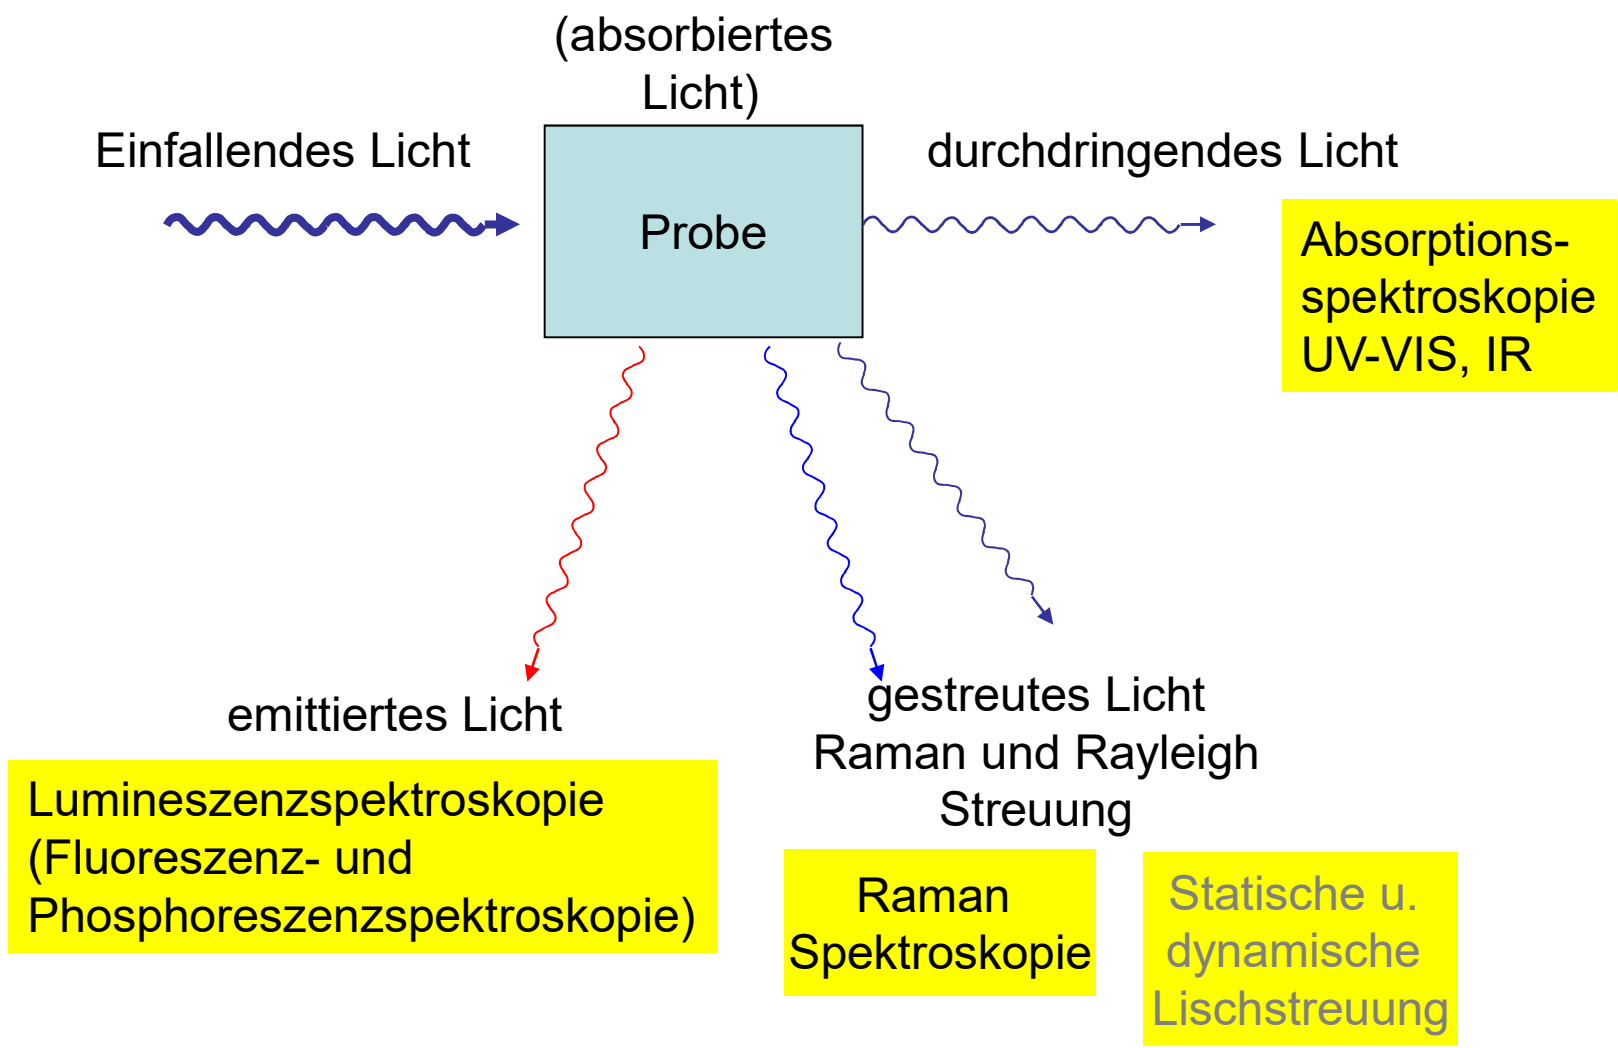 (absorbiertes
Licht)
Einfallendes Licht
durchdringendes Licht
Probe
Absorptions-
spektroskopie
UV-VIS, IR
emittiertes Licht
Lumineszenzspektroskopie
(Fluoreszenz- und
Phosphoreszenzspektroskopie)
gestreutes Licht
Raman und Rayleigh
Streuung
Raman
Spektroskopie
Statische u.
dynamische
Lischstreuung